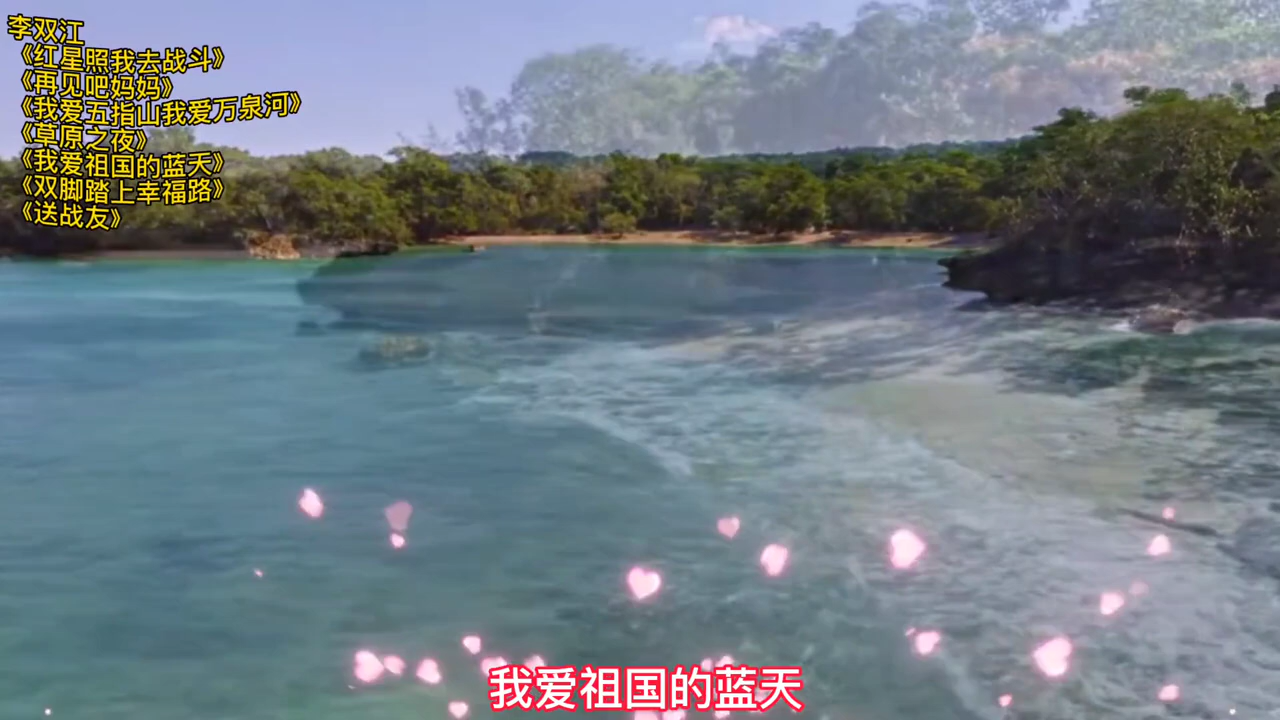 李双江
《红星照我去战斗》
《再见吧妈妈》
《我爱五指山我爱万泉河》
《草原之夜》
《我爱祖国的蓝天》
《双脚踏上幸福路》
《送战友》
我爱祖国的蓝天